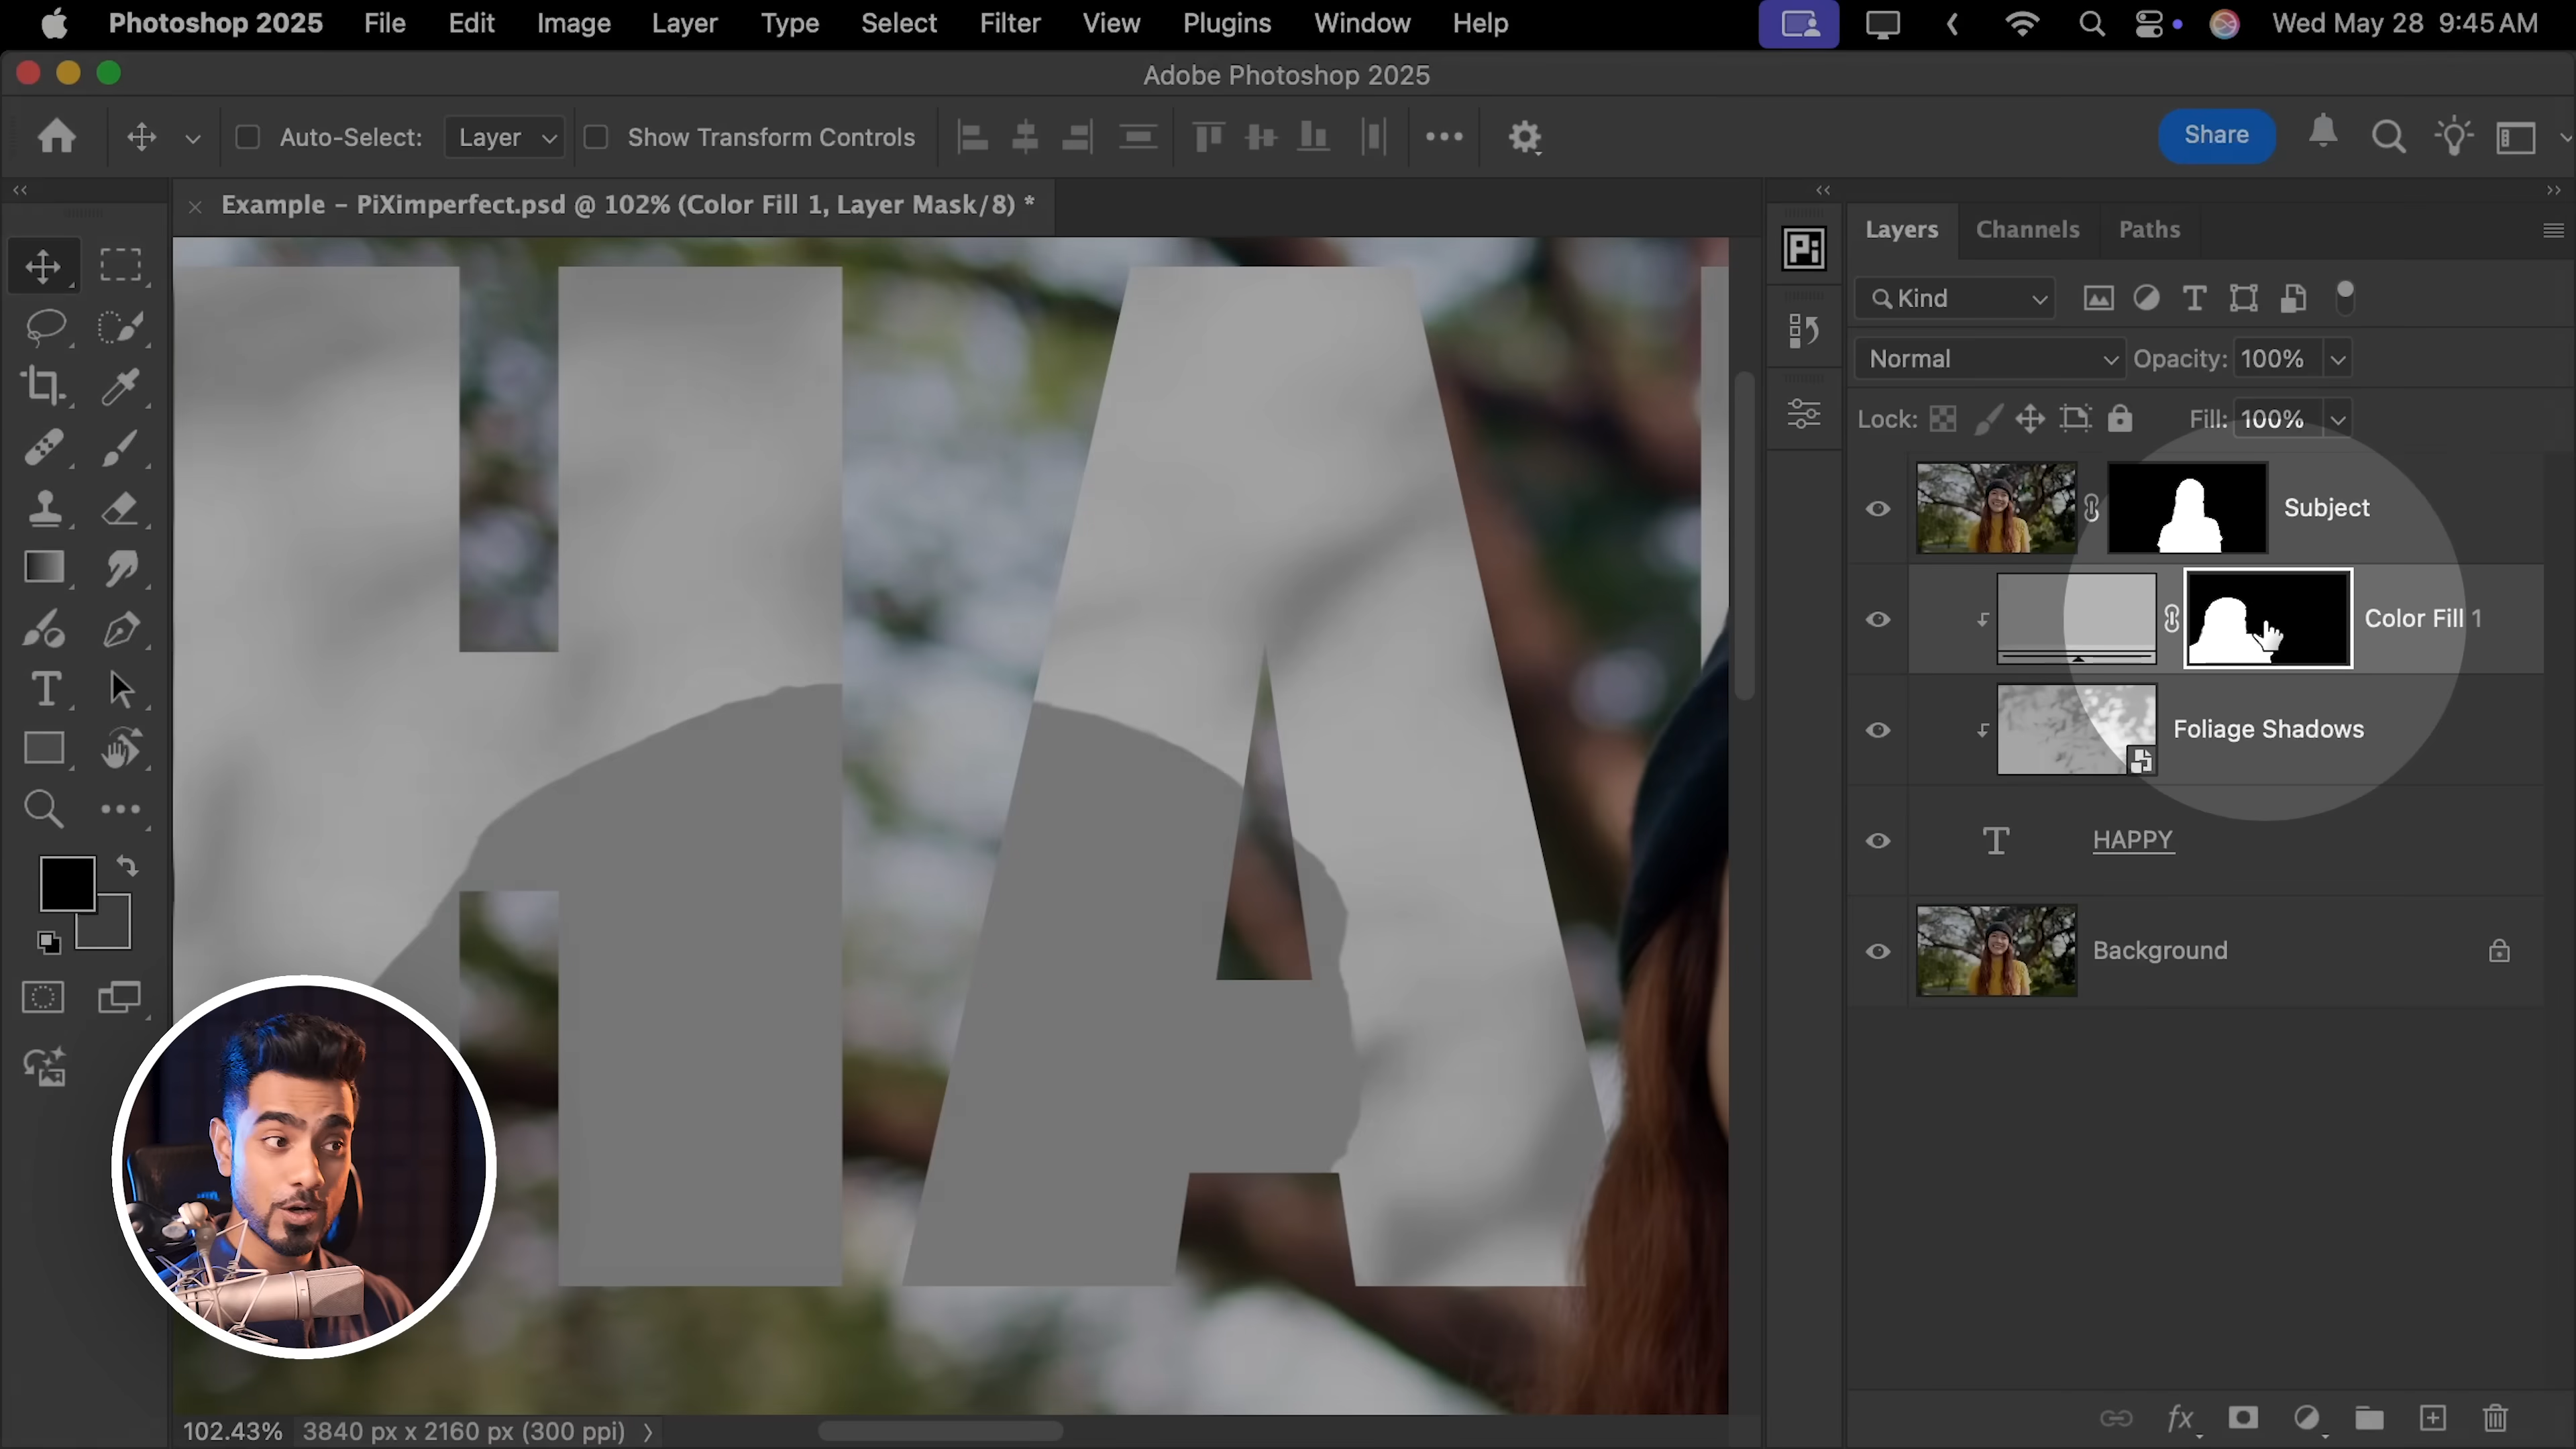 Photoshop 2025 File Edit Image Layer Type Select Filter View Plugins Window Help Wed May 28 9:45 AM
Adobe Photoshop 2025
Auto-Select: Layer Show Transform Controls Share
Example – PiXimperfect.psd @ 102% (Color Fill 1, Layer Mask/8) *
Layers Channels Paths
Pi
Kind
Normal Opacity: 100%
Lock: Fill: 100%
Subject
Color Fill 1
Foliage Shadows
T HAPPY
Background
HA
102.43% 3840 px x 2160 px (300 ppi)
fx